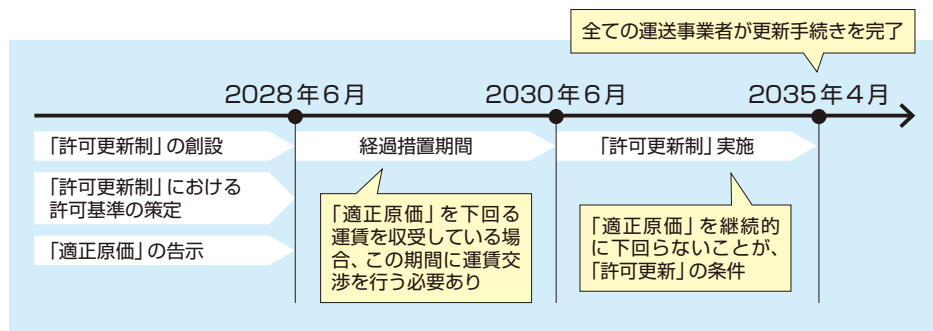 全ての運送事業者が更新手続きを完了
2028年6月
2030年6月
2035年4月
「許可更新制」の創設
経過措置期間
「許可更新制」実施
「許可更新制」における
許可基準の策定
「適正原価」の告示
「適正原価」を下回る
運賃を収受している場
合、この期間に運賃交
渉を行う必要あり
「適正原価」を継続的
に下回らないことが、
「許可更新」の条件